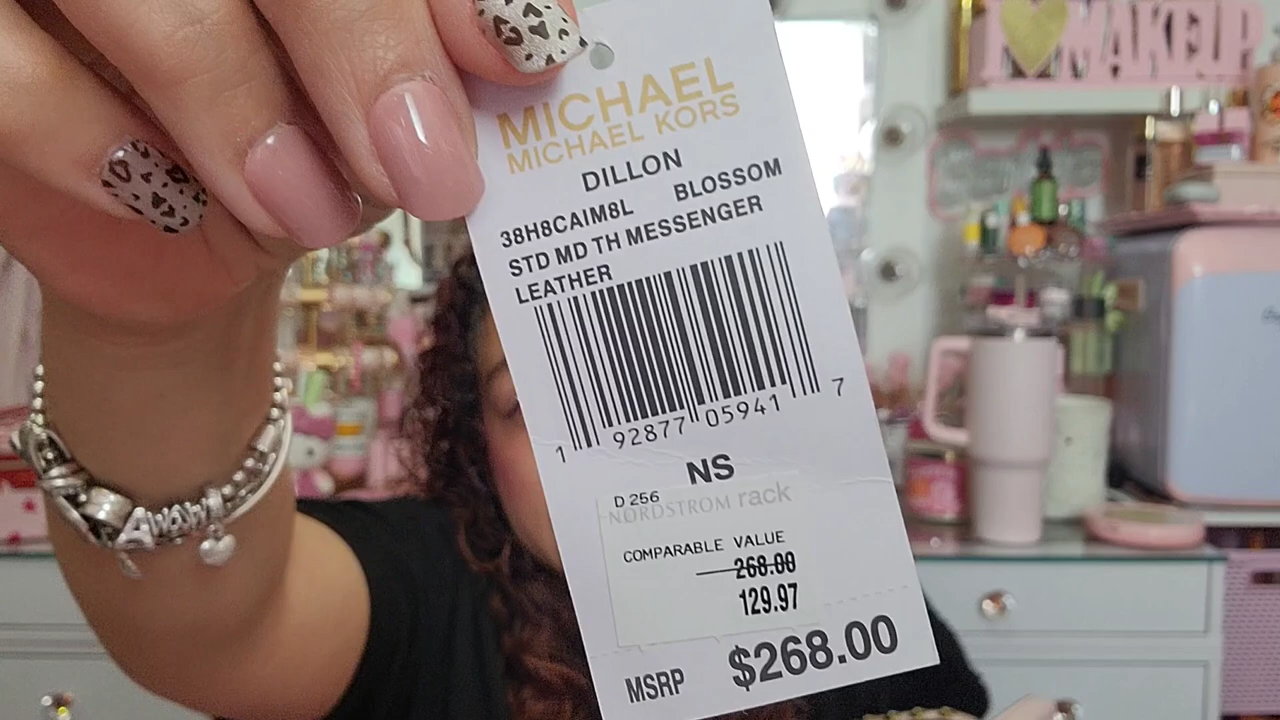 MAKEUP
MICHAEL
MICHAEL KORS
DILLON
38H8CAIM8L BLOSSOM
STD MD TH MESSENGER
LEATHER
1 92877 05941 7
NS
D 256
NORDSTROM rack
COMPARABLE VALUE
268.00
129.97
MSRP $268.00